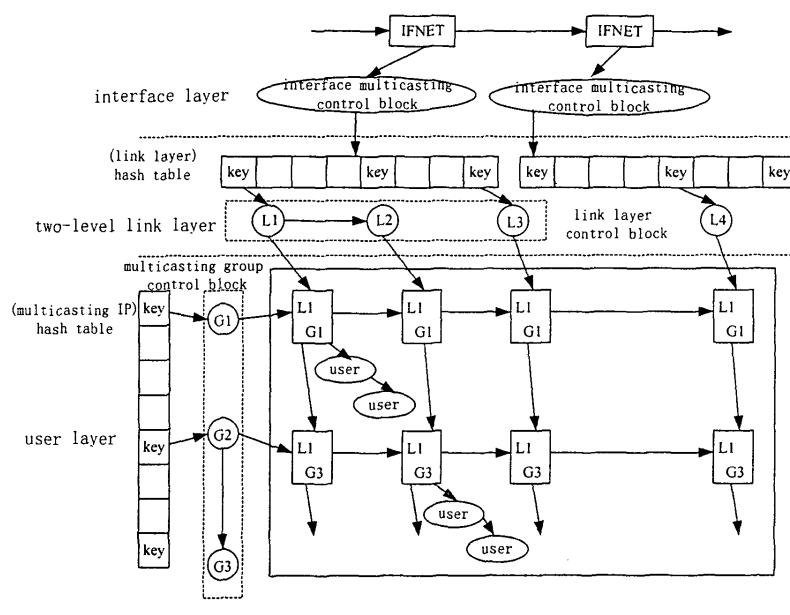 IFNET
IFNET
interface layer
interface multicasting
control block
interface multicasting
control block
(link layer)
hash table
key
key
key
key
key
key
two-level link layer
L1
L2
L3
link layer
control block
L4
multicasting group
control block
(multicasting IP)
hash table
key
G1
L1
G1
L1
G1
L1
G1
L1
G1
user
user
user layer
key
G2
L1
G3
L1
G3
L1
G3
L1
G3
user
user
key
G3